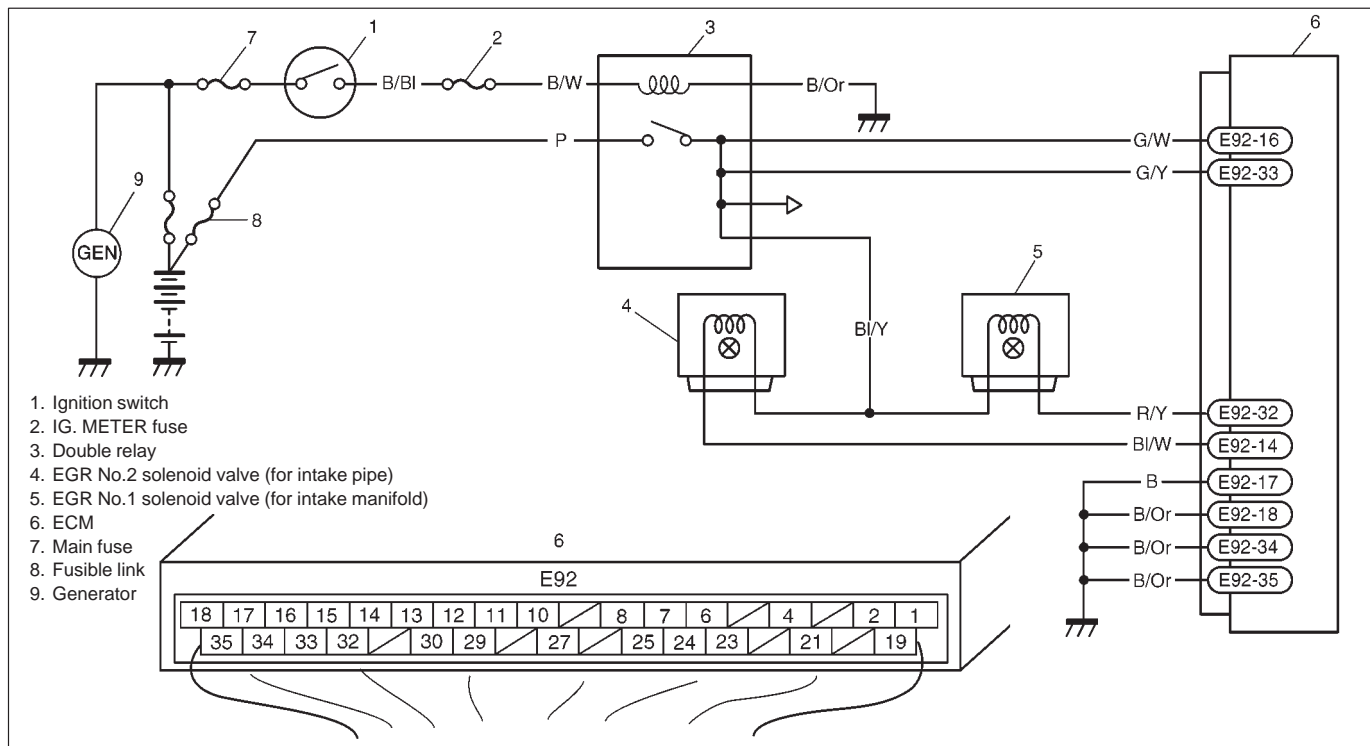 7 1 2 3 6
B/Bl B/W B/Or
P G/W E92-16
G/Y E92-33
9 8
GEN
4 5
Bl/Y
R/Y E92-32
Bl/W E92-14
B E92-17
B/Or E92-18
B/Or E92-34
B/Or E92-35
1. Ignition switch
2. IG. METER fuse
3. Double relay
4. EGR No.2 solenoid valve (for intake pipe)
5. EGR No.1 solenoid valve (for intake manifold)
6. ECM
7. Main fuse
8. Fusible link
9. Generator
6
E92
18 17 16 15 14 13 12 11 10 8 7 6 4 2 1
35 34 33 32 30 29 27 25 24 23 21 19